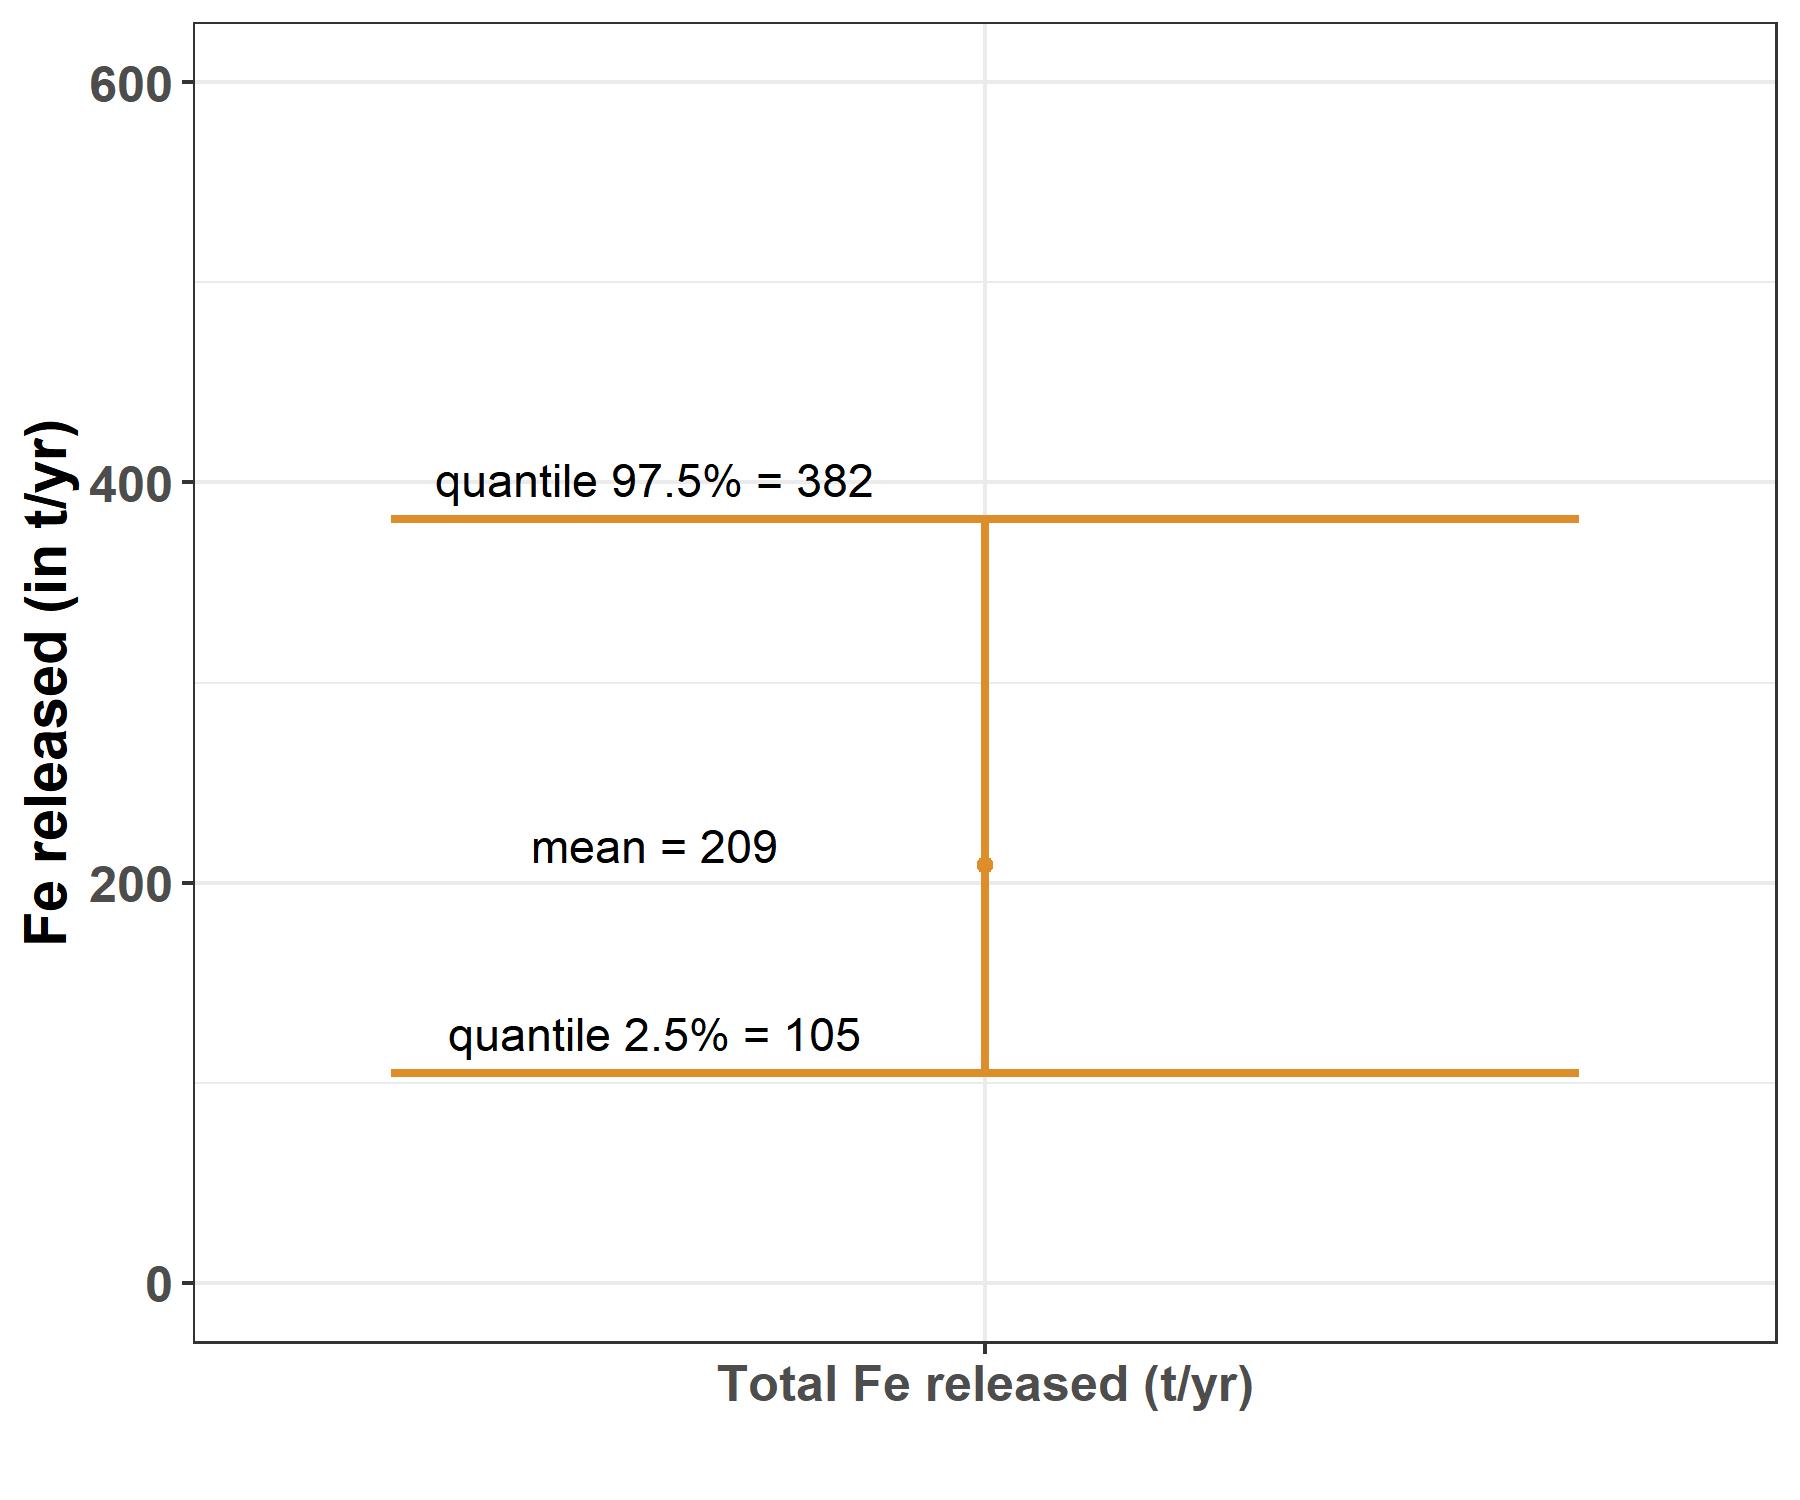 Fe released (in t/yr)
600
400
200
0
quantile 97.5% = 382
mean = 209
quantile 2.5% = 105
Total Fe released (t/yr)